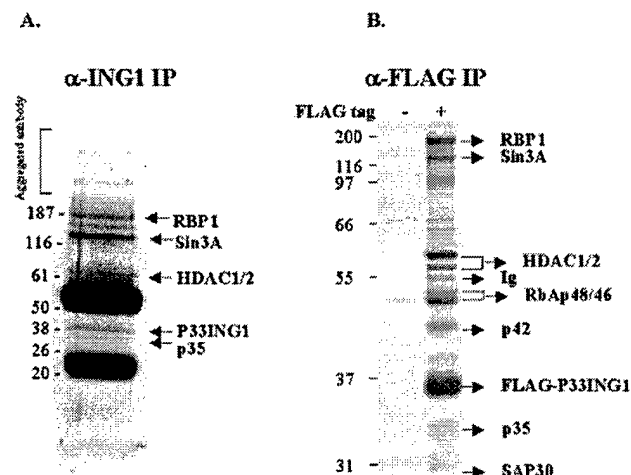 A.
α-ING1 IP
Aggregated antibody
187
116
61
50
38
26
20
RBP1
Sin3A
HDAC1/2
P33ING1
p35
B.
α-FLAG IP
FLAG tag - +
200
116
97
66
55
37
31
RBP1
Sin3A
HDAC1/2
Ig
RbAp48/46
p42
FLAG-P33ING1
p35
SAP30